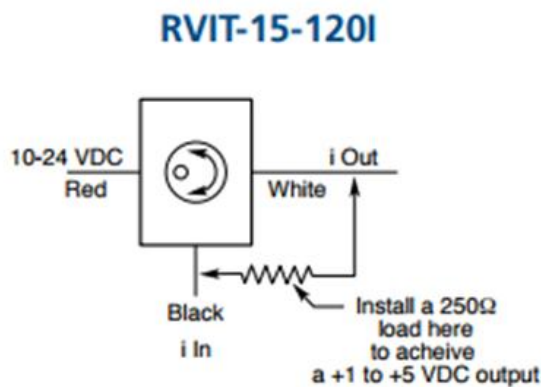 RVIT-15-120I
10-24 VDC
Red
i Out
White
Black
i In
Install a 250Ω
load here
to acheive
a +1 to +5 VDC output